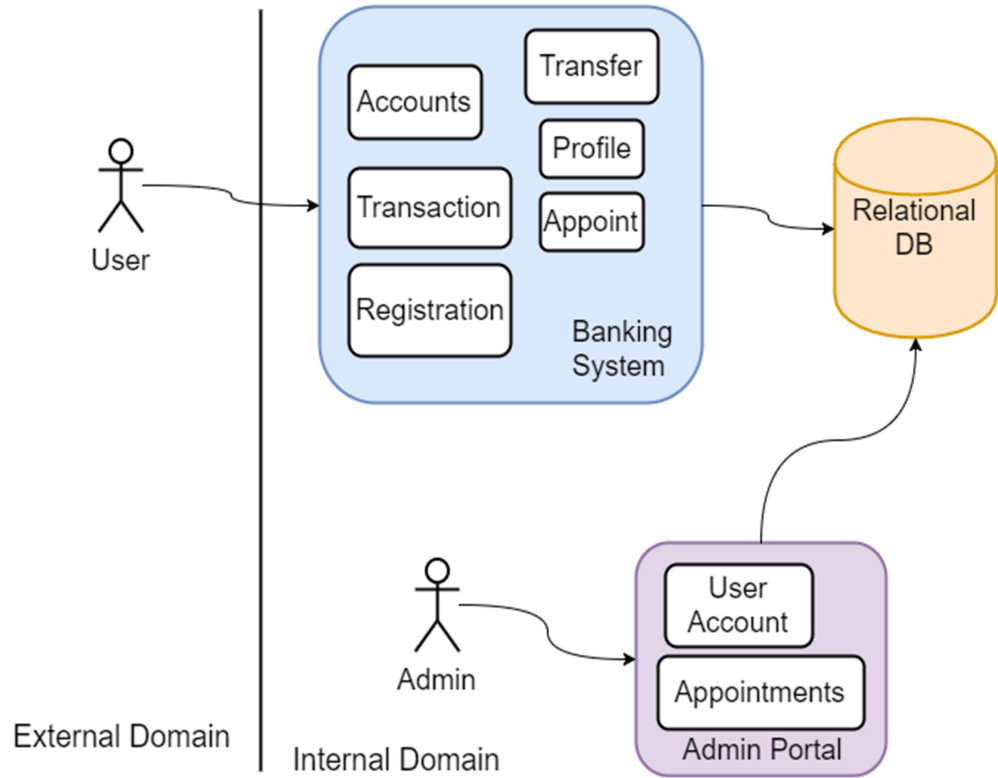 Transfer
Accounts
Profile
Transaction
Appoint
Registration
Banking
System
User
Relational
DB
Admin
User
Account
Appointments
Admin Portal
External Domain
Internal Domain